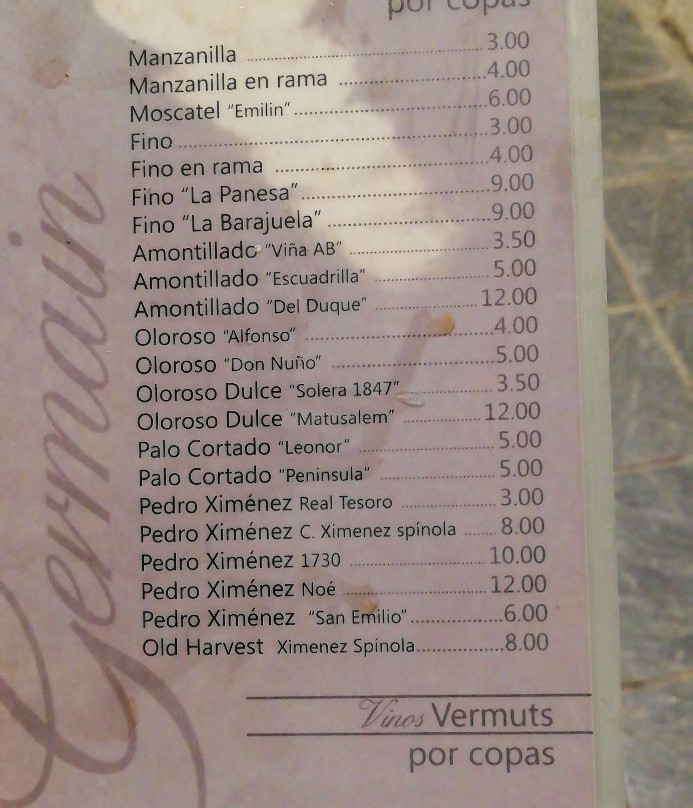 por copas
Manzanilla ........ 3.00
Manzanilla en rama ........ 4.00
Moscatel "Emilin" ........ 6.00
Fino ........ 3.00
Fino en rama ........ 4.00
Fino "La Panesa" ........ 9.00
Fino "La Barajuela" ........ 9.00
Amontillado "Viña AB" ........ 3.50
Amontillado "Escuadrilla" ........ 5.00
Amontillado "Del Duque" ........ 12.00
Oloroso "Alfonso" ........ 4.00
Oloroso "Don Nuño" ........ 5.00
Oloroso Dulce "Solera 1847" ........ 3.50
Oloroso Dulce "Matusalem" ........ 12.00
Palo Cortado "Leonor" ........ 5.00
Palo Cortado "Peninsula" ........ 5.00
Pedro Ximénez Real Tesoro ........ 3.00
Pedro Ximénez C. Ximenez spínola ........ 8.00
Pedro Ximénez 1730 ........ 10.00
Pedro Ximénez Noé ........ 12.00
Pedro Ximénez "San Emilio" ........ 6.00
Old Harvest Ximenez Spínola ........ 8.00
Vinos Vermuts
por copas
Germain